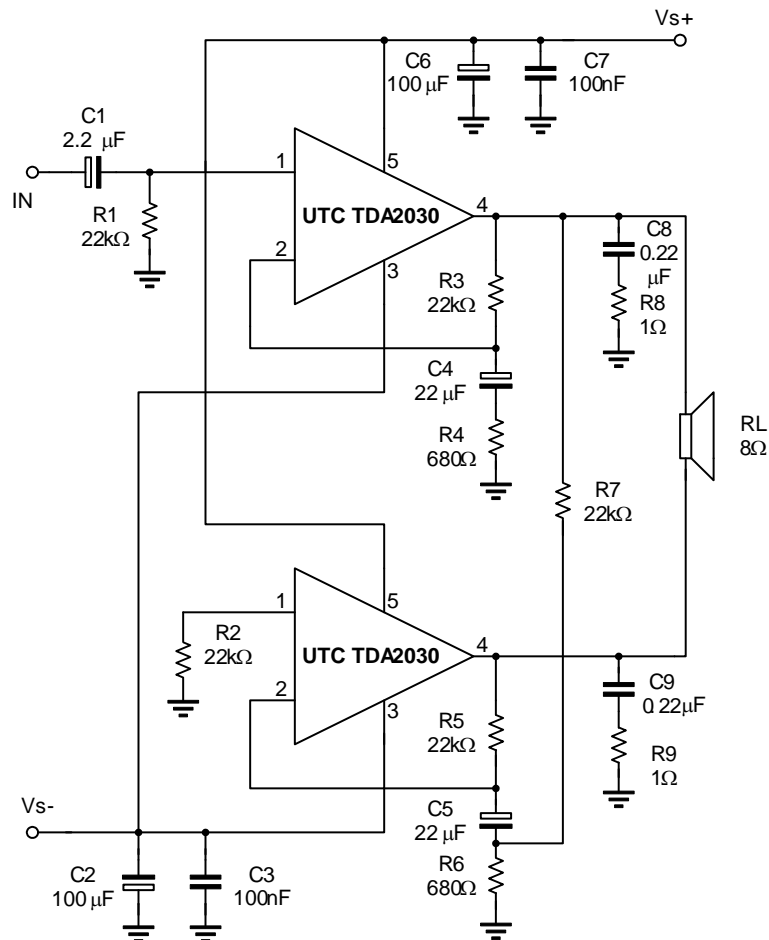 Vs+
C6
100 µF
C7
100nF
C1
2.2 µF
IN
R1
22kΩ
1
5
UTC TDA2030
4
2
3
R3
22kΩ
C8
0.22
µF
R8
1Ω
C4
22 µF
R4
680Ω
RL
8Ω
R7
22kΩ
1
5
R2
22kΩ
UTC TDA2030
4
2
3
R5
22kΩ
C9
0.22µF
R9
1Ω
Vs-
C5
22 µF
C2
100 µF
C3
100nF
R6
680Ω